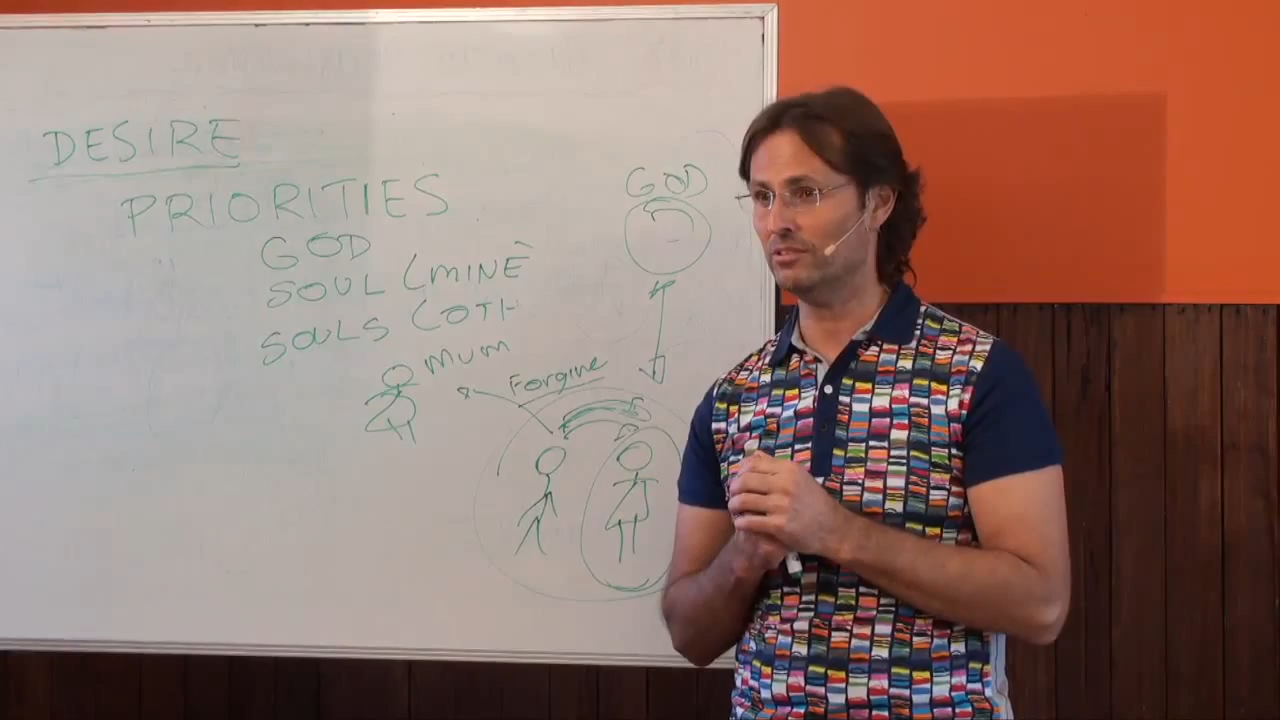 DESIRE
PRIORITIES
GOD
SOUL (MINE)
SOULS (OTH
MUM
Forgive
GOD